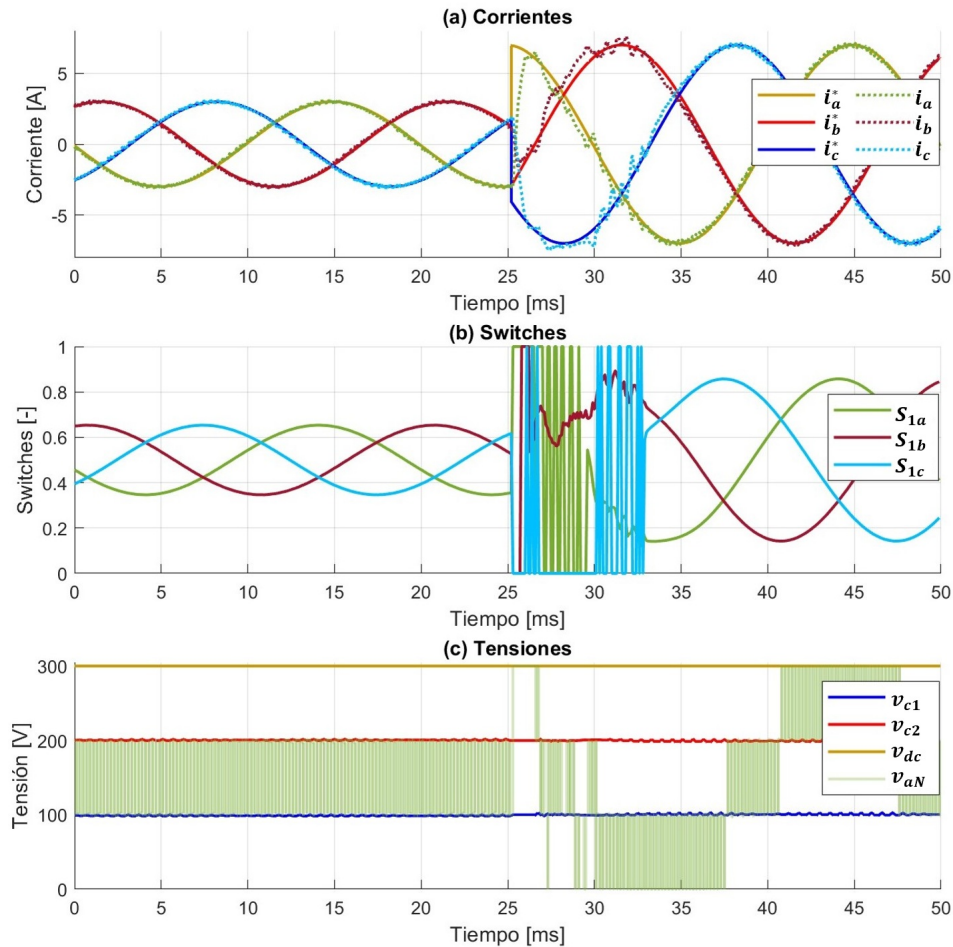 (a) Corrientes
Corriente [A]
5
0
-5
i*a ia
i*b ib
i*c ic
0 5 10 15 20 25 30 35 40 45 50
Tiempo [ms]
(b) Switches
Switches [-]
1
0.8
0.6
0.4
0.2
0
S1a
S1b
S1c
0 5 10 15 20 25 30 35 40 45 50
Tiempo [ms]
(c) Tensiones
Tensión [V]
300
200
100
0
vc1
vc2
vdc
vaN
0 5 10 15 20 25 30 35 40 45 50
Tiempo [ms]